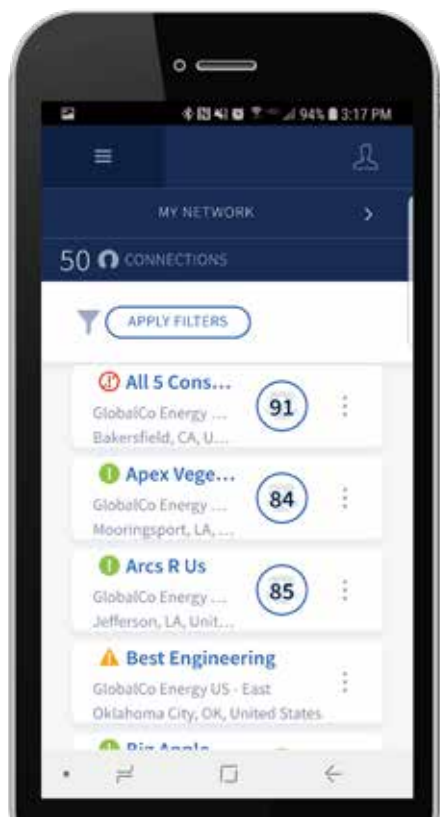 94% 3:17 PM
MY NETWORK
50 CONNECTIONS
APPLY FILTERS
All 5 Cons...
91
GlobalCo Energy ...
Bakersfield, CA, U...
Apex Vege...
84
GlobalCo Energy ...
Mooringsport, LA, ...
Arcs R Us
85
GlobalCo Energy ...
Jefferson, LA, Unit...
Best Engineering
GlobalCo Energy US - East
Oklahoma City, OK, United States
Biz Apple